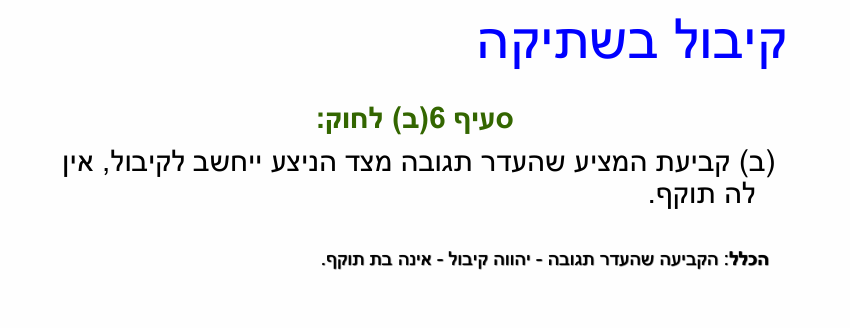 קיבול בשתיקה
סעיף 6(ב) לחוק:
(ב) קביעת המציע שהעדר תגובה מצד הניצע ייחשב לקיבול, אין
לה תוקף.
הכלל: הקביעה שהעדר תגובה - יהווה קיבול - אינה בת תוקף.